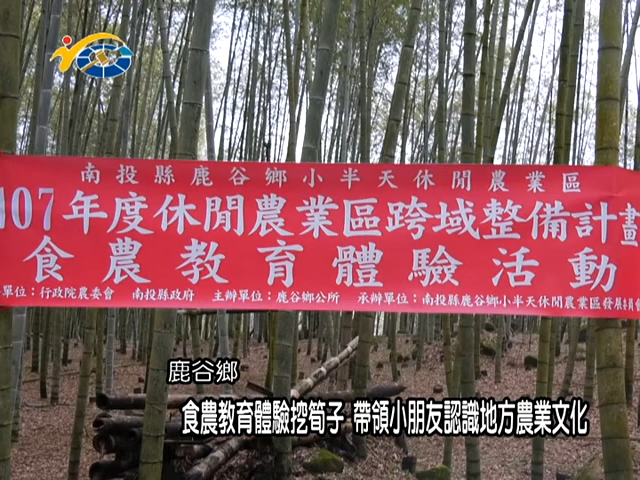 南投縣鹿谷鄉小半天休閒農業區
107年度休閒農業區跨域整備計畫
食農教育體驗活動
單位：行政院農委會 南投縣政府 主辦單位：鹿谷鄉公所 承辦單位：南投縣鹿谷鄉小半天休閒農業區發展委員會
鹿谷鄉
食農教育體驗挖筍子 帶領小朋友認識地方農業文化